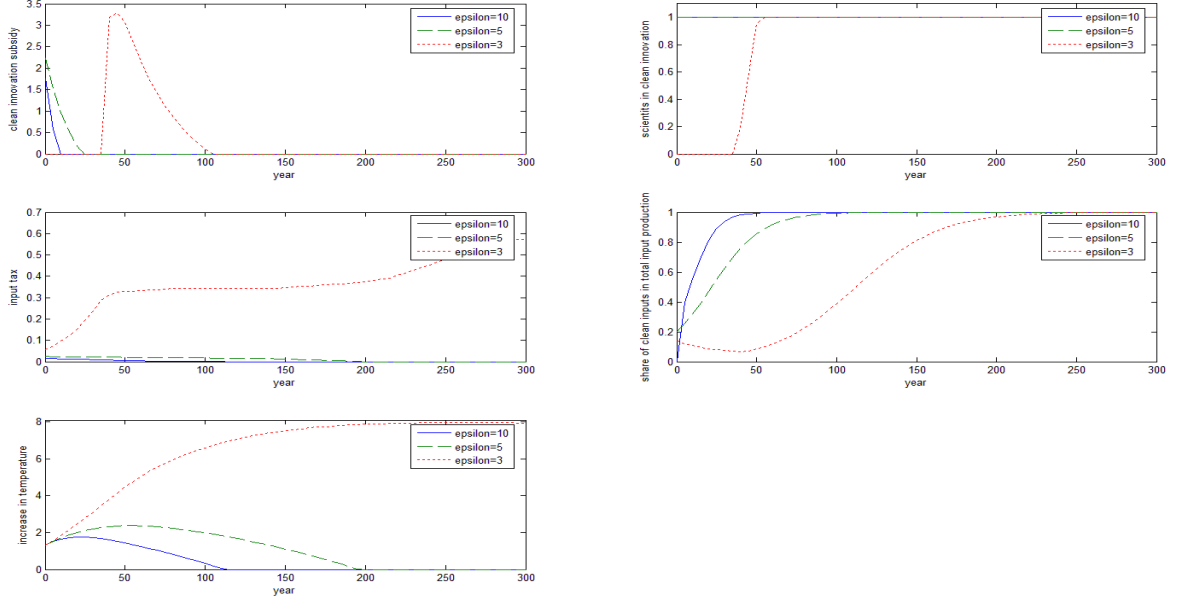 clean innovation subsidy
3.5
3
2.5
2
1.5
1
0.5
0
0 50 100 150 200 250 300
year
epsilon=10
epsilon=5
epsilon=3
scientits in clean innovation
1
0.8
0.6
0.4
0.2
0
0 50 100 150 200 250 300
year
epsilon=10
epsilon=5
epsilon=3
input tax
0.7
0.6
0.5
0.4
0.3
0.2
0.1
0
0 50 100 150 200 250 300
year
epsilon=10
epsilon=5
epsilon=3
share of clean inputs in total input production
1
0.8
0.6
0.4
0.2
0
0 50 100 150 200 250 300
year
epsilon=10
epsilon=5
epsilon=3
increase in temperature
8
6
4
2
0
0 50 100 150 200 250 300
year
epsilon=10
epsilon=5
epsilon=3